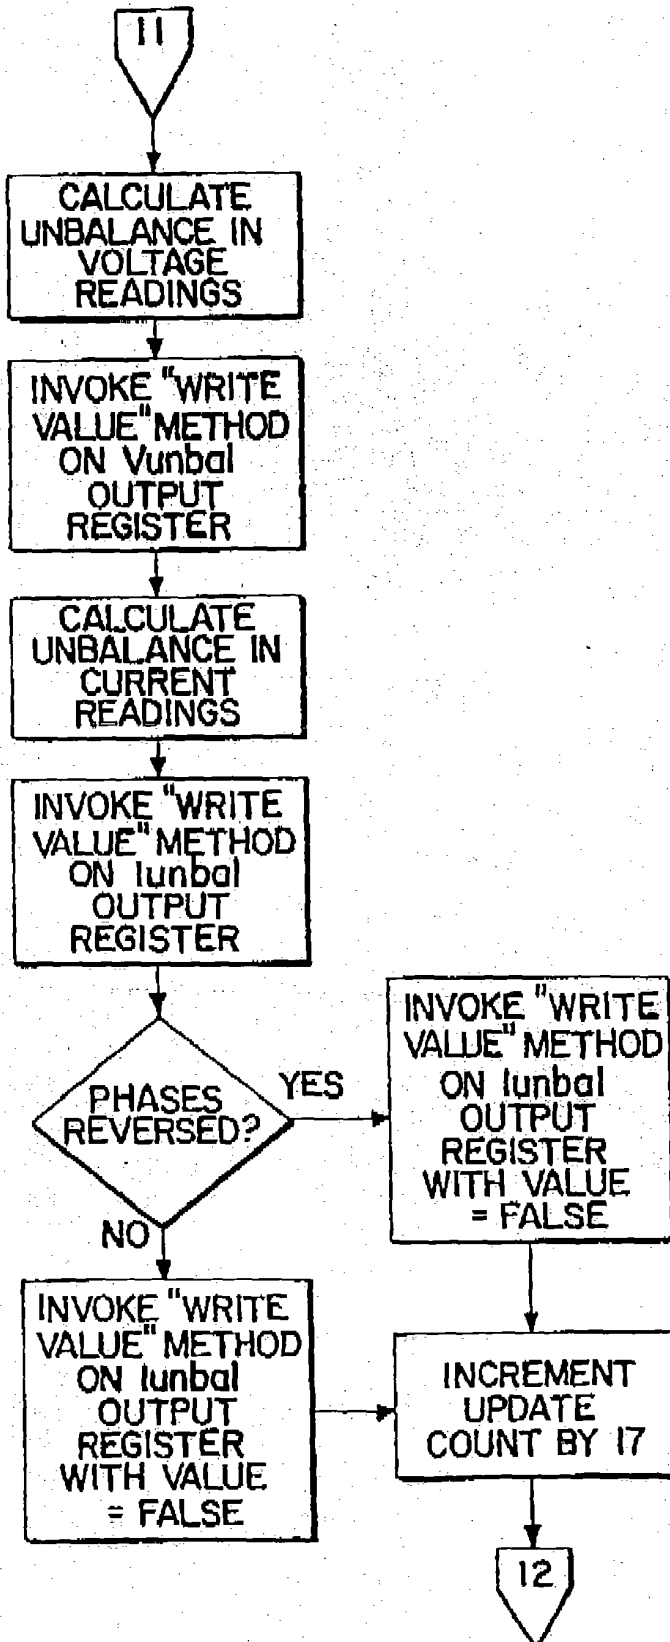 11
CALCULATE
UNBALANCE IN
VOLTAGE
READINGS
INVOKE "WRITE
VALUE" METHOD
ON Vunbal
OUTPUT
REGISTER
CALCULATE
UNBALANCE IN
CURRENT
READINGS
INVOKE "WRITE
VALUE" METHOD
ON Iunbal
OUTPUT
REGISTER
PHASES
REVERSED?
YES
INVOKE "WRITE
VALUE" METHOD
ON Iunbal
OUTPUT
REGISTER
WITH VALUE
= FALSE
NO
INVOKE "WRITE
VALUE" METHOD
ON Iunbal
OUTPUT
REGISTER
WITH VALUE
= FALSE
INCREMENT
UPDATE
COUNT BY 17
12